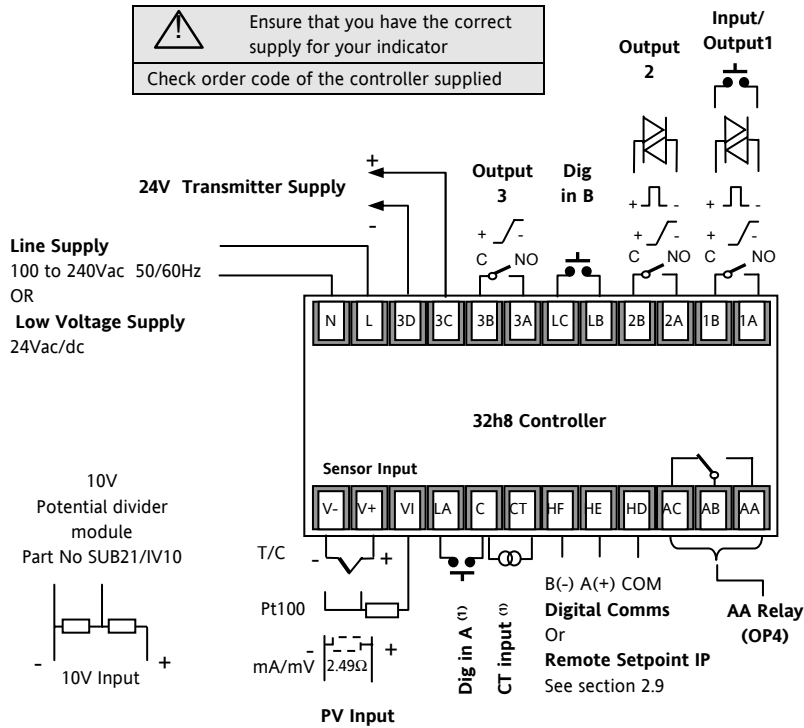 !
Ensure that you have the correct
supply for your indicator
Check order code of the controller supplied
Input/
Output1
Output
2
24V Transmitter Supply
+
-
Output
3
Dig
in B
+ -
+ -
+ -
+ -
+ -
C NO
C NO
C NO
Line Supply
100 to 240Vac 50/60Hz
OR
Low Voltage Supply
24Vac/dc
N L 3D 3C 3B 3A LC LB 2B 2A 1B 1A
32h8 Controller
Sensor Input
V- V+ VI LA C CT HF HE HD AC AB AA
10V
Potential divider
module
Part No SUB21/IV10
- +
10V Input
T/C - +
Pt100
mA/mV - 2.49Ω +
PV Input
Dig in A (1)
CT input (1)
B(-) A(+) COM
Digital Comms
Or
Remote Setpoint IP
See section 2.9
AA Relay
(OP4)